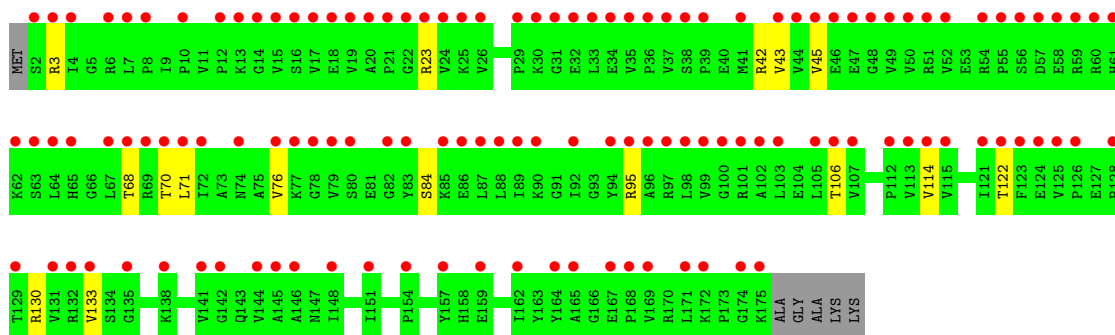 MET S2 R3 I4 G5 R6 L7 P8 I9 P10 V11 P12 K13 G14 V15 S16 V17 E18 V19 A20 P21 G22 R23 V24 K25 V26 P29 K30 G31 E32 L33 E34 V35 P36 V37 S38 P39 E40 M41 R42 V43 V44 V45 E46 E47 G48 V49 V50 R51 V52 E53 R54 P55 S56 D57 E58 R59 R60 H61
K62 S63 L64 H65 G66 L67 T68 R69 T70 L71 I72 A73 N74 A75 V76 K77 G78 V79 S80 E81 G82 Y83 S84 K85 E86 L87 L88 I89 K90 G91 I92 G93 Y94 R95 A96 R97 L98 V99 G100 R101 A102 L103 E104 L105 T106 V107 P112 V113 V114 V115 I121 T122 F123 E124 V125 P126 E127 P128
T129 R130 V131 R132 V133 S134 G135 K138 V141 G142 Q143 V144 A145 A146 N147 I148 I151 P154 Y157 H158 E159 I162 Y163 Y164 A165 G166 E167 P168 V169 R170 L171 K172 P173 G174 K175 ALA GLY ALA LYS LYS